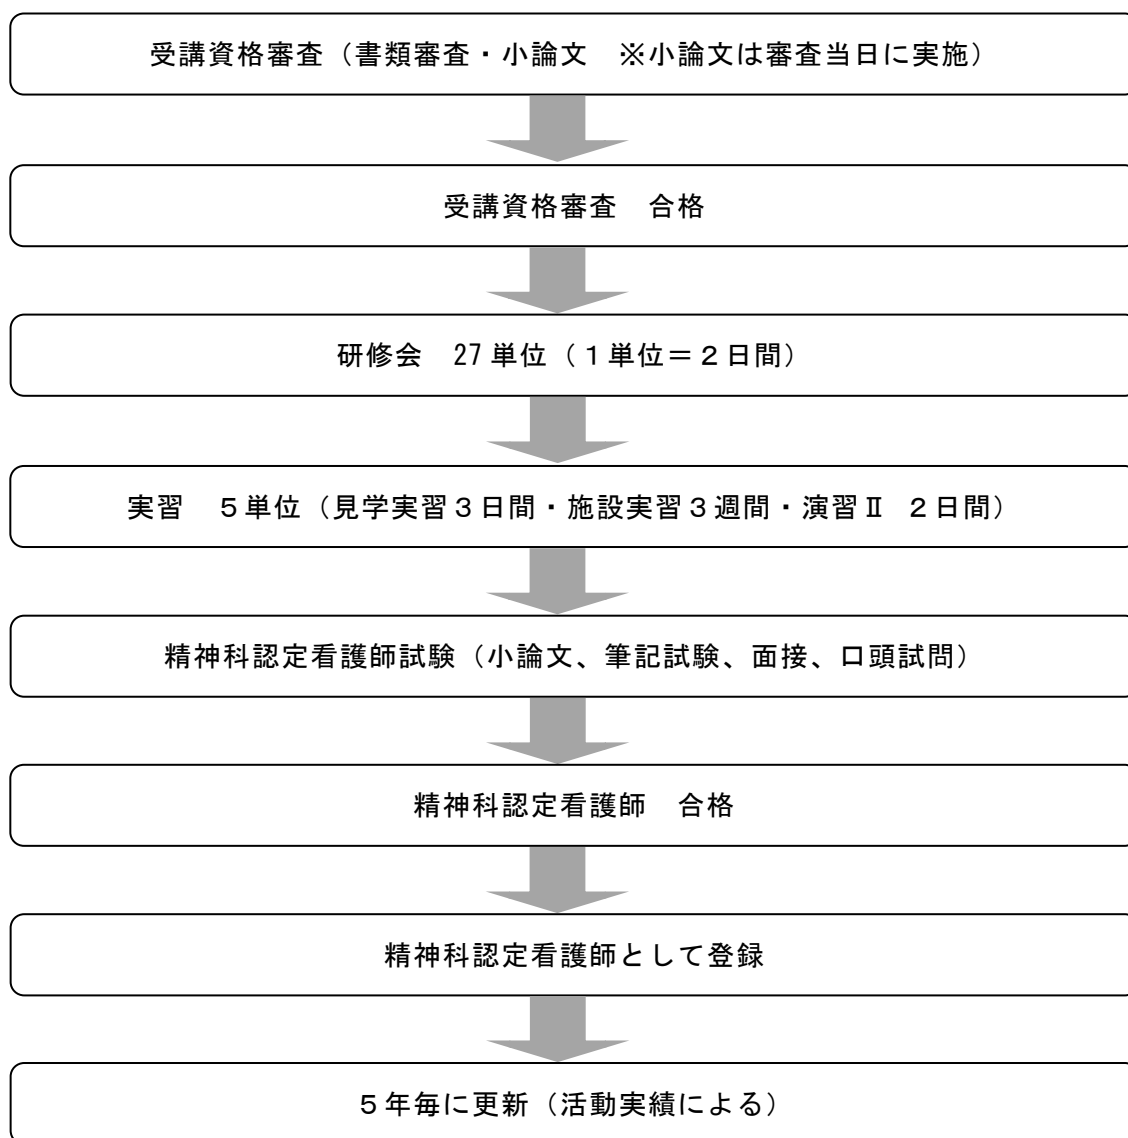 受講資格審査（書類審査・小論文　※小論文は審査当日に実施）
受講資格審査　合格
研修会　27単位（１単位＝２日間）
実習　５単位（見学実習３日間・施設実習３週間・演習Ⅱ　２日間）
精神科認定看護師試験（小論文、筆記試験、面接、口頭試問）
精神科認定看護師　合格
精神科認定看護師として登録
５年毎に更新（活動実績による）